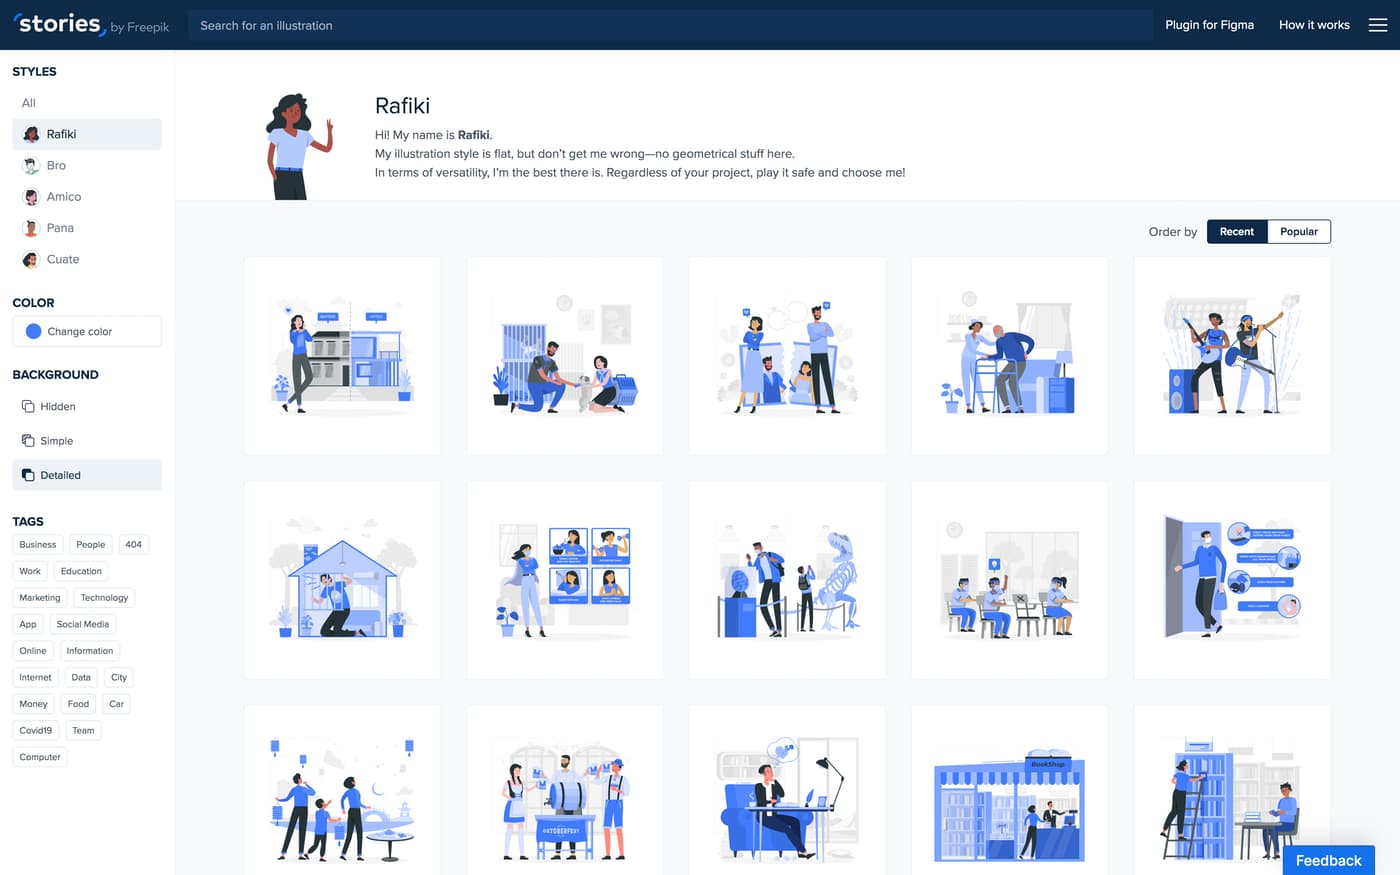 stories by Freepik
Search for an illustration
Plugin for Figma
How it works
STYLES
All
Rafiki
Bro
Amico
Pana
Cuate
COLOR
Change color
BACKGROUND
Hidden
Simple
Detailed
TAGS
Business People 404
Work Education
Marketing Technology
App Social Media
Online Information
Internet Data City
Money Food Car
Covid19 Team
Computer
Rafiki
Hi! My name is Rafiki.
My illustration style is flat, but don't get me wrong—no geometrical stuff here.
In terms of versatility, I'm the best there is. Regardless of your project, play it safe and choose me!
Order by Recent Popular
BEFORE AFTER
OKTOBERFEST
BookShop
Feedback